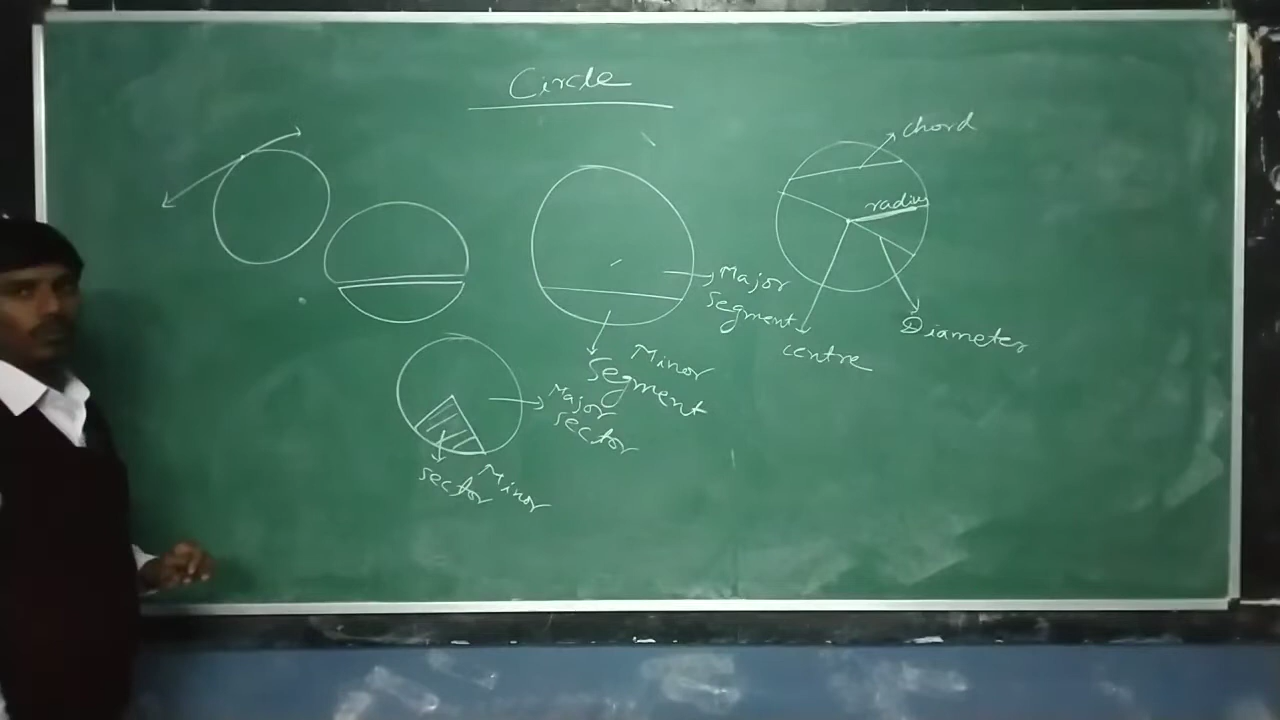 Circle
chord
radius
Major
segment
centre
Diameter
Minor
segment
Major
sector
Minor
sector